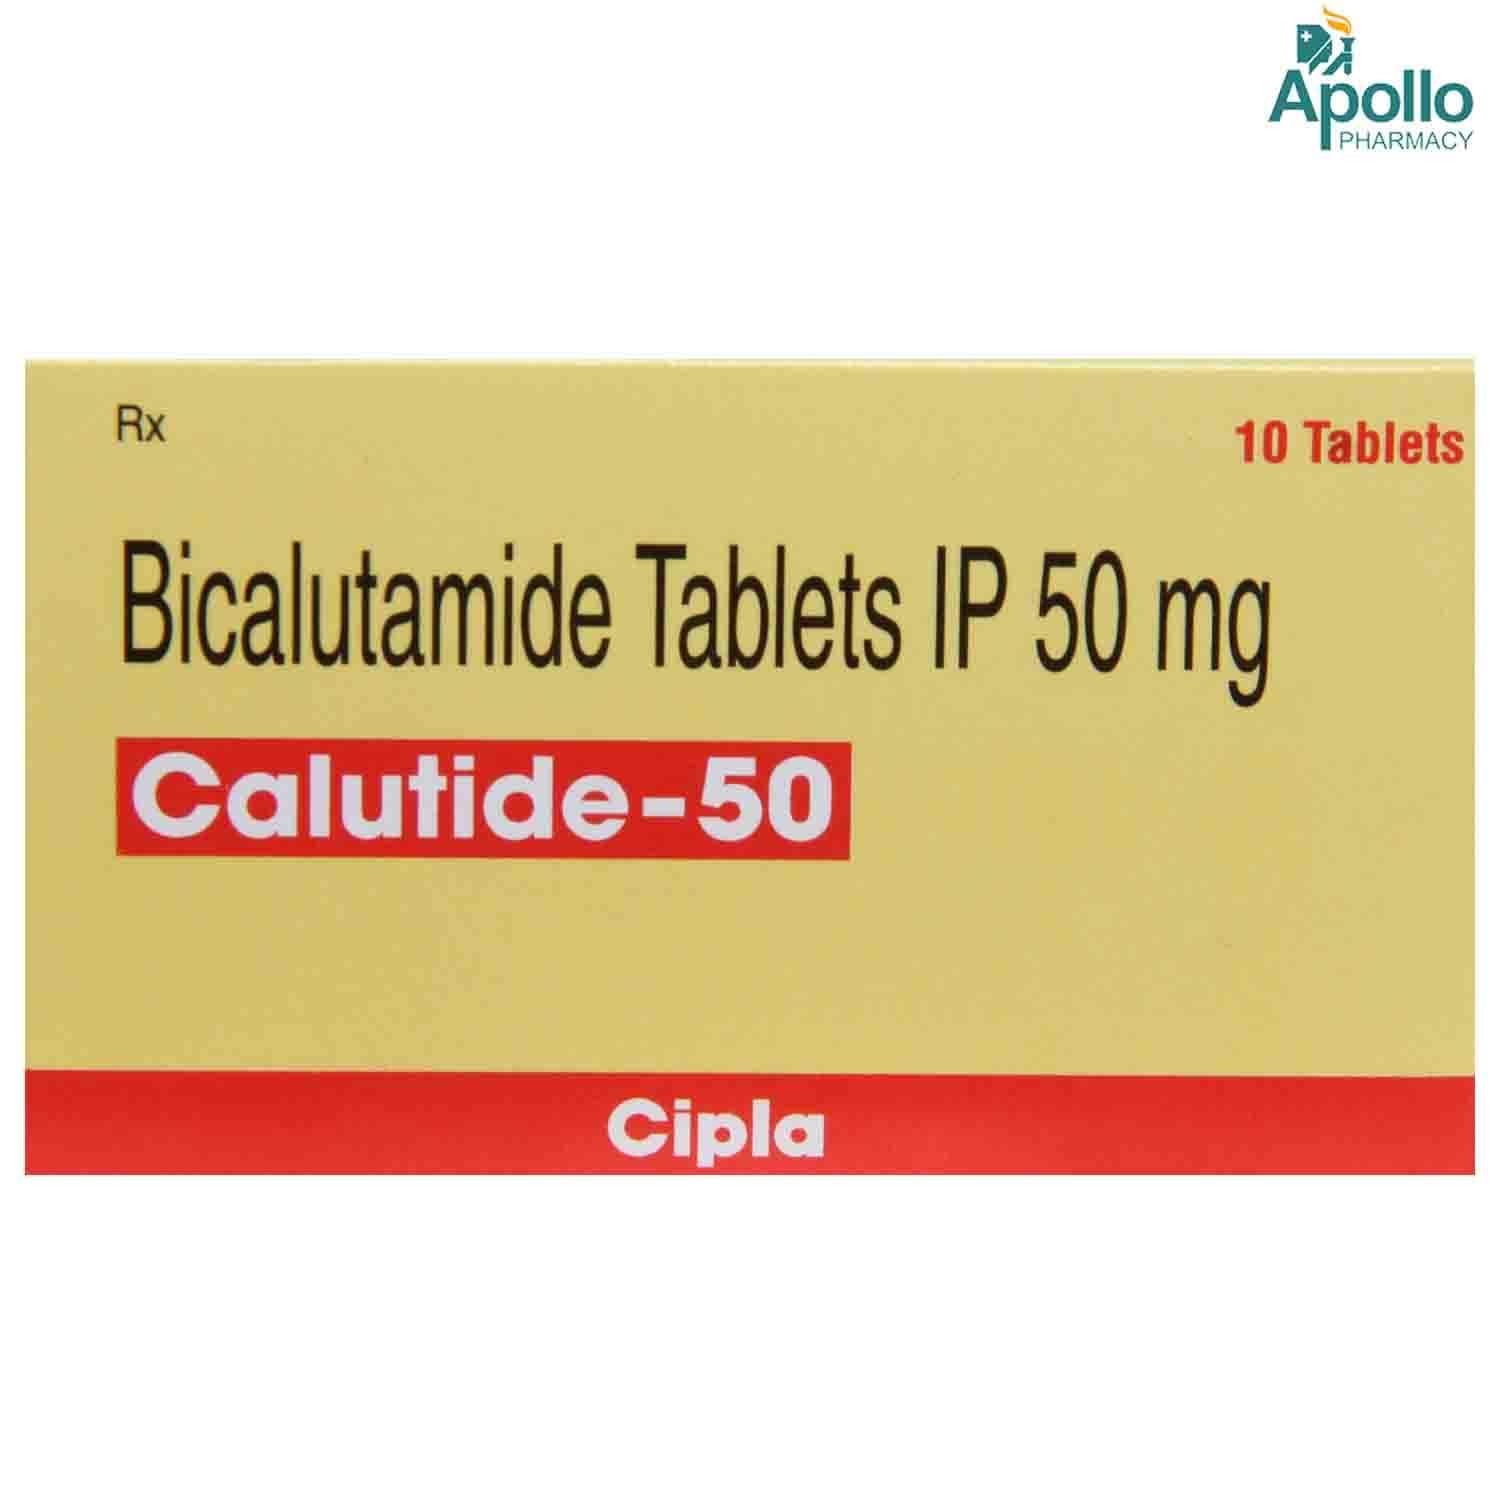 Apollo
PHARMACY
Rx
10 Tablets
Bicalutamide Tablets IP 50 mg
Calutide-50
Cipla